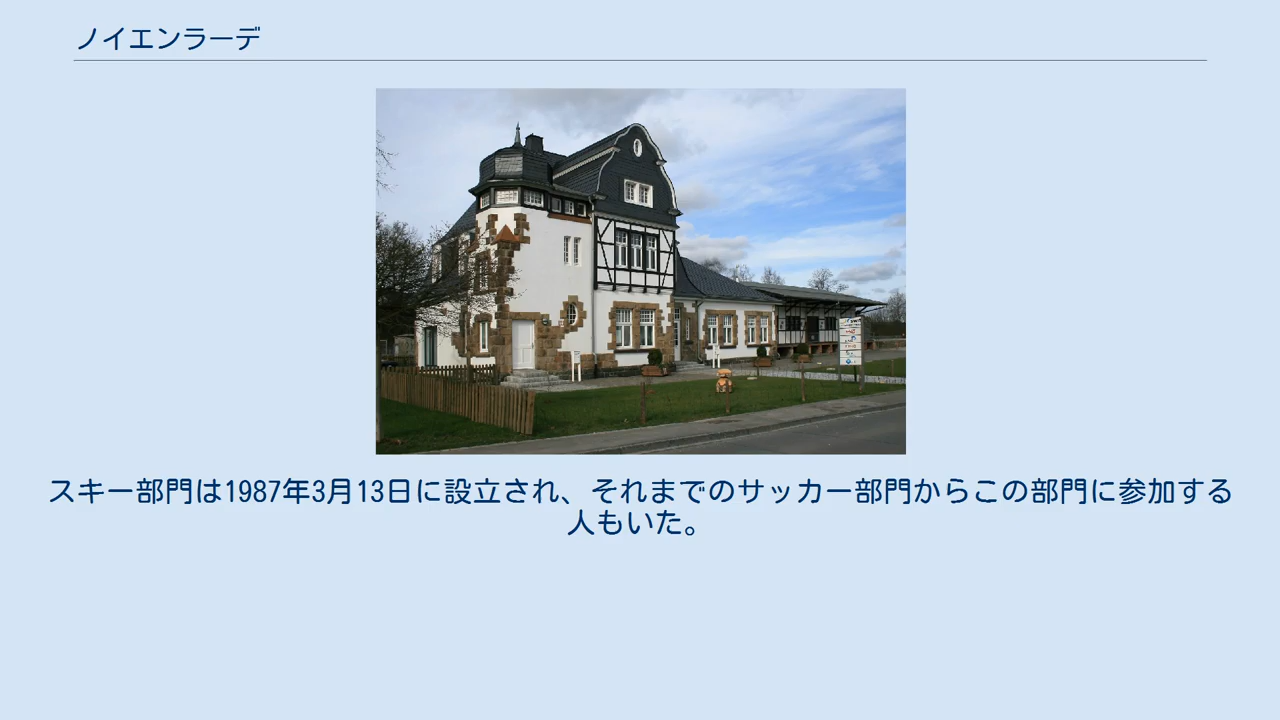 ノイエンラーデ
スキー部門は1987年3月13日に設立され、それまでのサッカー部門からこの部門に参加する
人もいた。